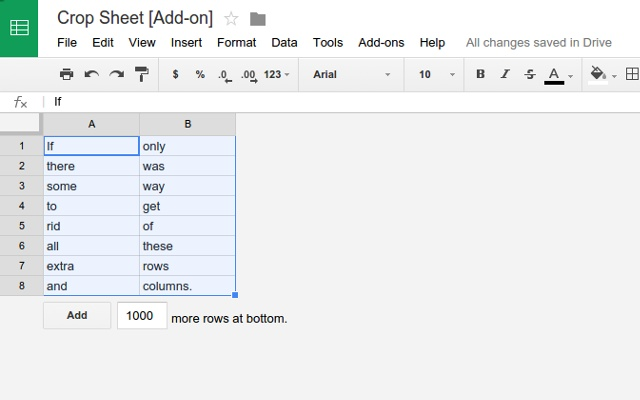 Crop Sheet [Add-on]
File Edit View Insert Format Data Tools Add-ons Help All changes saved in Drive
$ % .0 .00 123 Arial 10 B I S A
fx If
A B
1 If only
2 there was
3 some way
4 to get
5 rid of
6 all these
7 extra rows
8 and columns.
Add 1000 more rows at bottom.